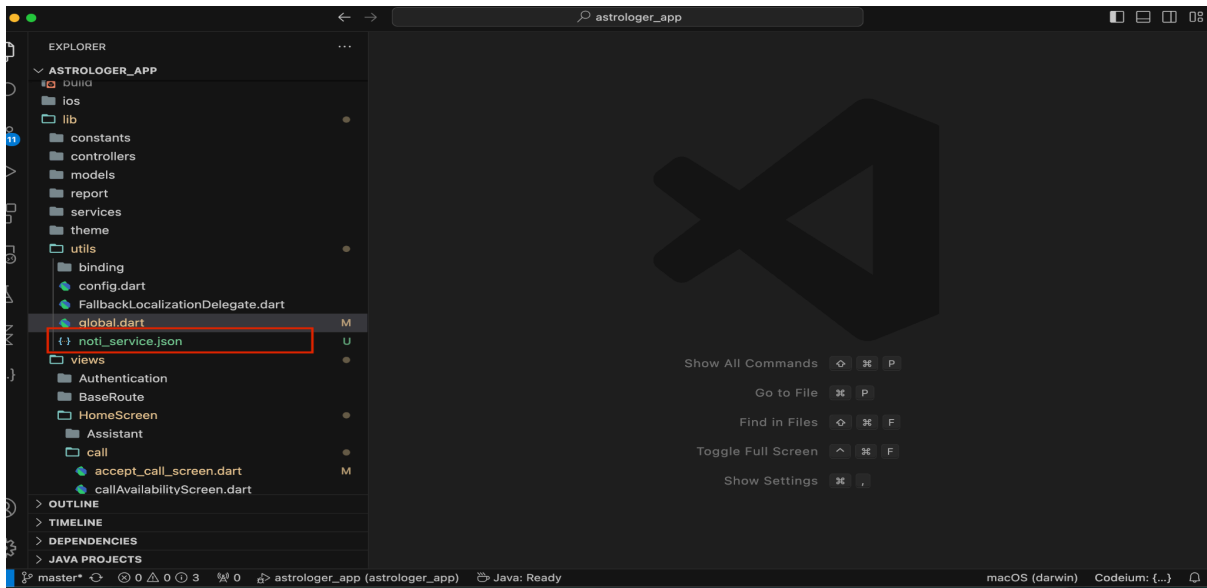 astrologer_app
EXPLORER
ASTROLOGER_APP
build
ios
lib
constants
controllers
models
report
services
theme
utils
binding
config.dart
FallbackLocalizationDelegate.dart
global.dart M
noti_service.json U
views
Authentication
BaseRoute
HomeScreen
Assistant
call
accept_call_screen.dart M
callAvailabilityScreen.dart
OUTLINE
TIMELINE
DEPENDENCIES
JAVA PROJECTS
11
Show All Commands ⇧ ⌘ P
Go to File ⌘ P
Find in Files ⇧ ⌘ F
Toggle Full Screen ^ ⌘ F
Show Settings ⌘ ,
master* 0 0 3 0 astrologer_app (astrologer_app) Java: Ready macOS (darwin) Codeium: {...}